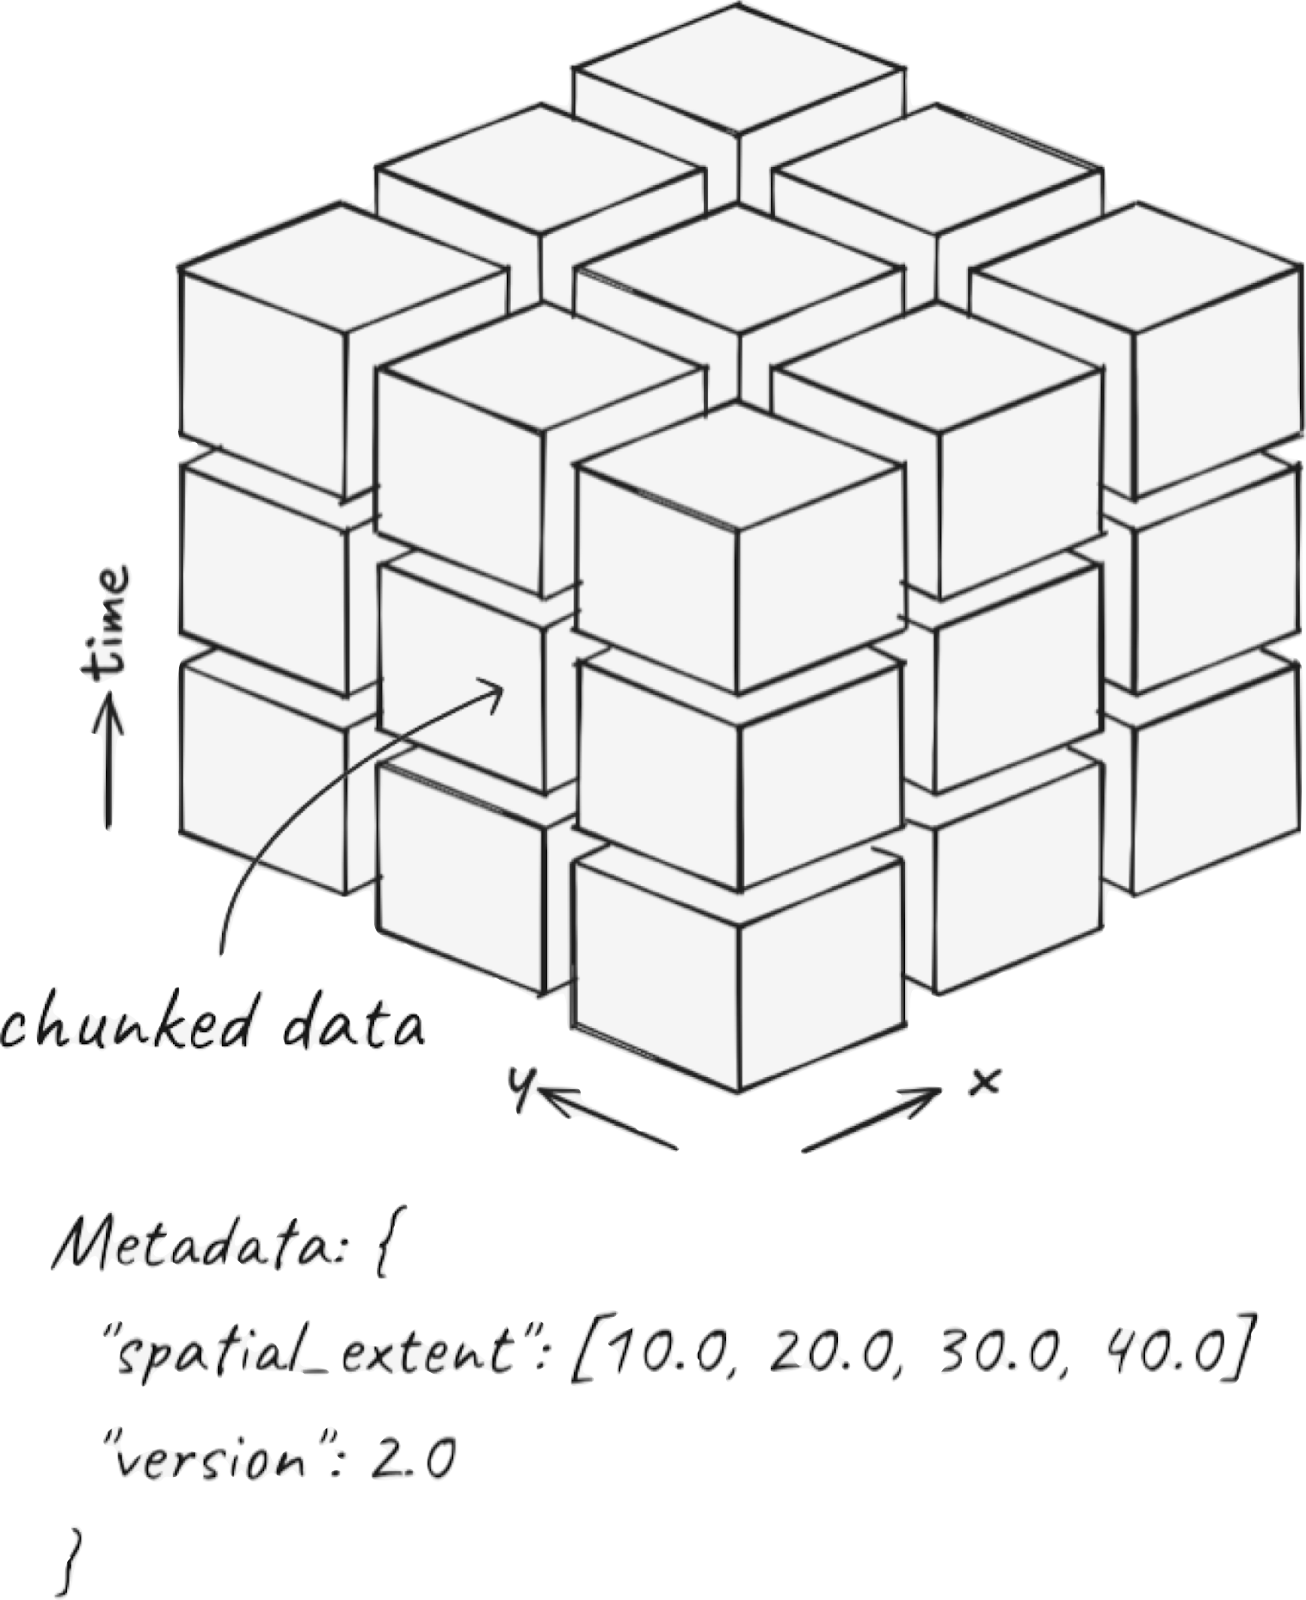 time
chunked data
y
x
Metadata: {
"spatial_extent": [10.0, 20.0, 30.0, 40.0]
"version": 2.0
}